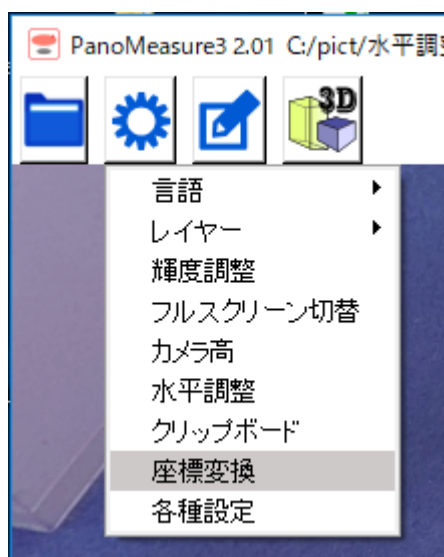 PanoMeasure3 2.01 C:/pict/水平調
3D
言語
レイヤー
輝度調整
フルスクリーン切替
カメラ高
水平調整
クリップボード
座標変換
各種設定